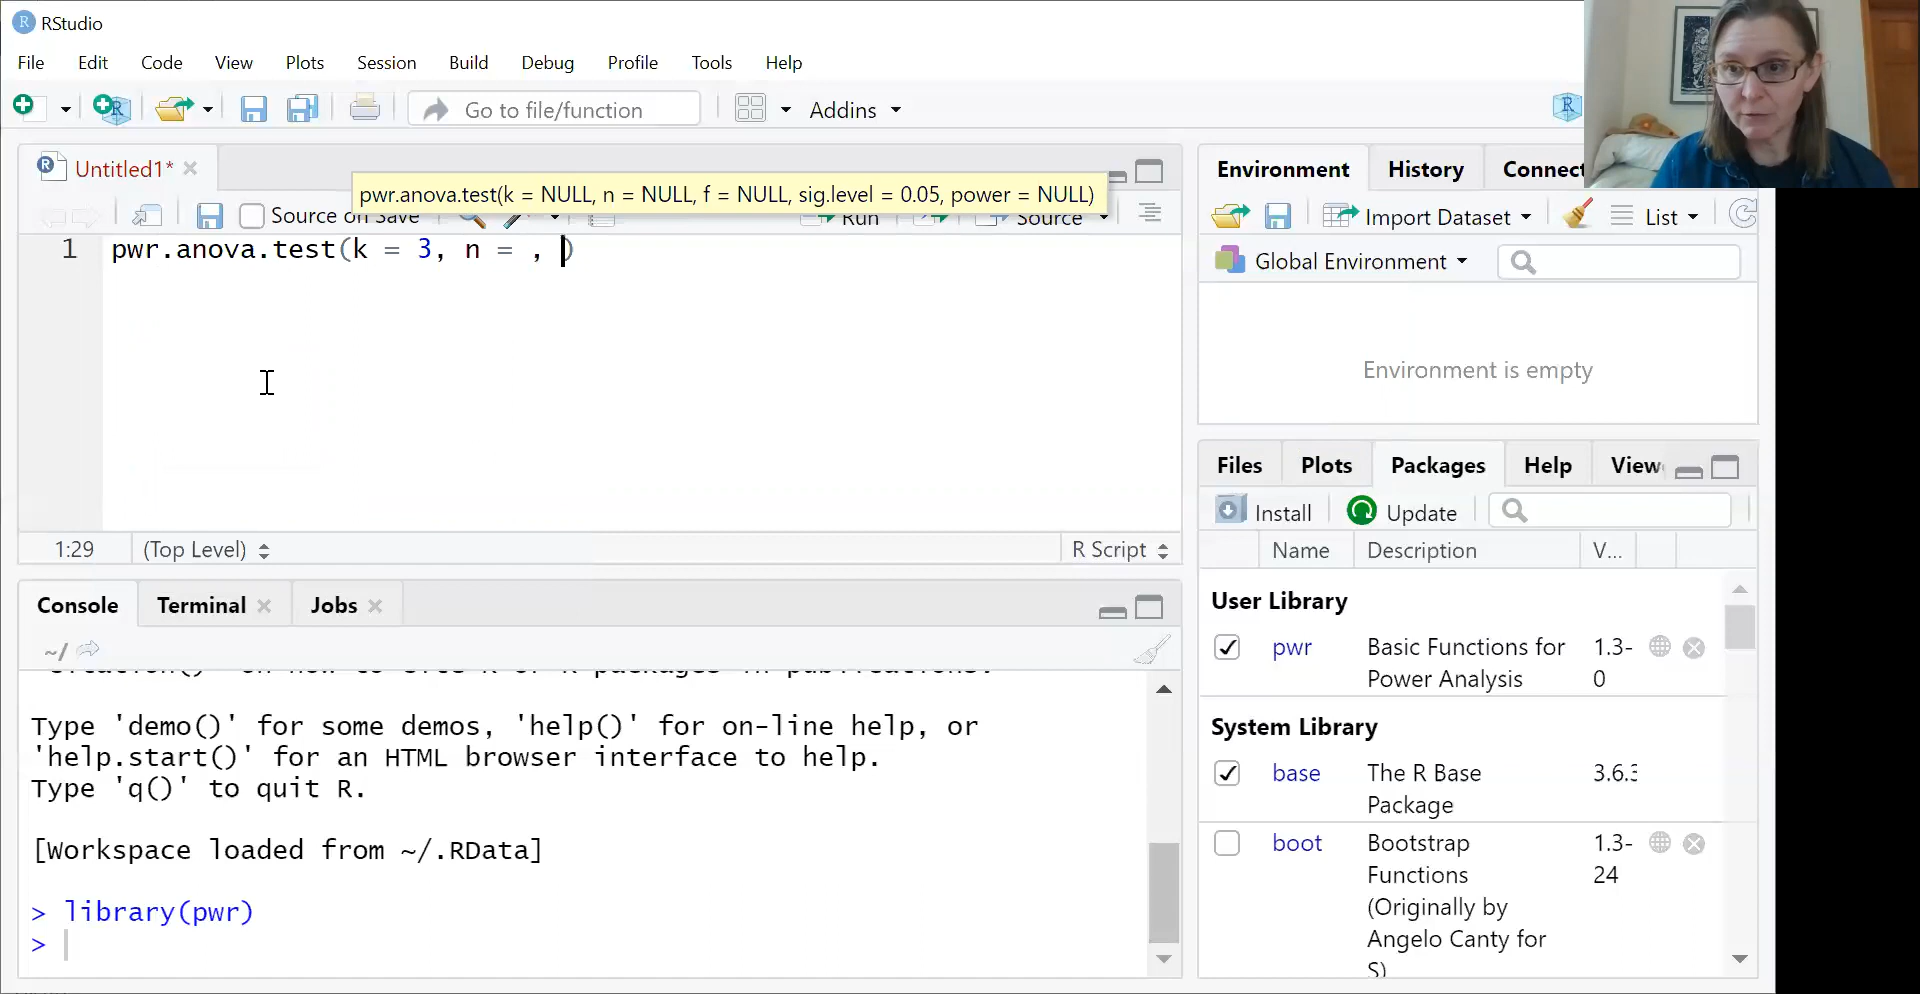 RStudio
File Edit Code View Plots Session Build Debug Profile Tools Help
Go to file/function Addins
Untitled1*
pwr.anova.test(k = NULL, n = NULL, f = NULL, sig.level = 0.05, power = NULL)
Source on Save Run Source
1 pwr.anova.test(k = 3, n = , )
1:29 (Top Level) R Script
Console Terminal Jobs
~/
Type 'demo()' for some demos, 'help()' for on-line help, or
'help.start()' for an HTML browser interface to help.
Type 'q()' to quit R.
[Workspace loaded from ~/.RData]
> library(pwr)
>
Environment History Connect
Import Dataset List
Global Environment
Environment is empty
Files Plots Packages Help View
Install Update
Name Description V...
User Library
pwr Basic Functions for 1.3-
Power Analysis 0
System Library
base The R Base 3.6.3
Package
boot Bootstrap 1.3-
Functions 24
(Originally by
Angelo Canty for
S)